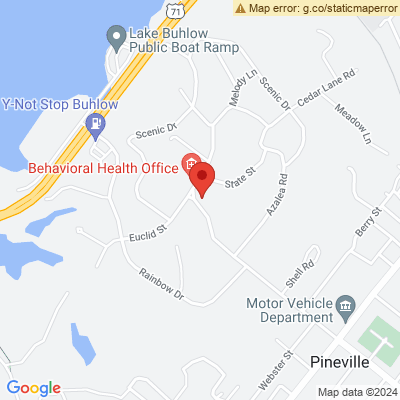 Map error: g.co/staticmaperror
71
Lake Buhlow
Public Boat Ramp
Melody Ln
Scenic Dr
Cedar Lane Rd
Meadow Ln
Y-Not Stop Buhlow
Scenic Dr
Behavioral Health Office
State St
Azalea Rd
Berry St
Euclid St
Rainbow Dr
Shell Rd
Motor Vehicle
Department
Pineville
Webster St
Google
Map data ©2024